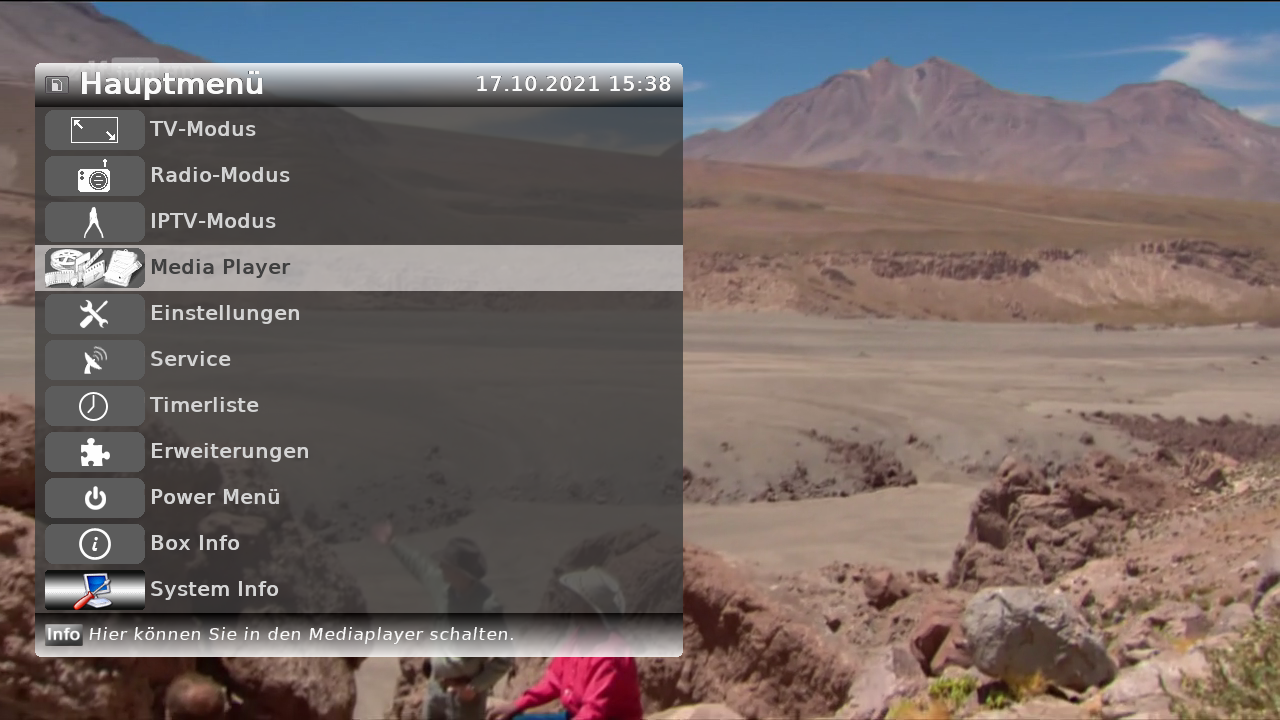 Hauptmenü
17.10.2021 15:38
TV-Modus
Radio-Modus
IPTV-Modus
Media Player
Einstellungen
Service
Timerliste
Erweiterungen
Power Menü
Box Info
System Info
Info Hier können Sie in den Mediaplayer schalten.